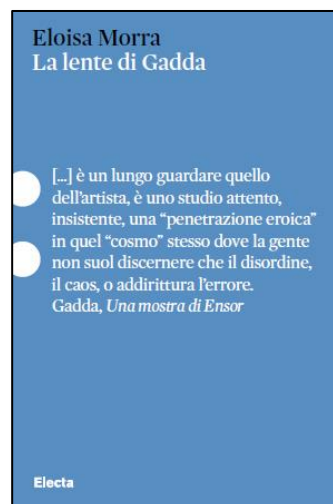 Eloisa Morra
La lente di Gadda
[...] è un lungo guardare quello
dell'artista, è uno studio attento,
insistente, una “penetrazione eroica”
in quel “cosmo” stesso dove la gente
non suol discernere che il disordine,
il caos, o addirittura l'errore.
Gadda, Una mostra di Ensor
Electa